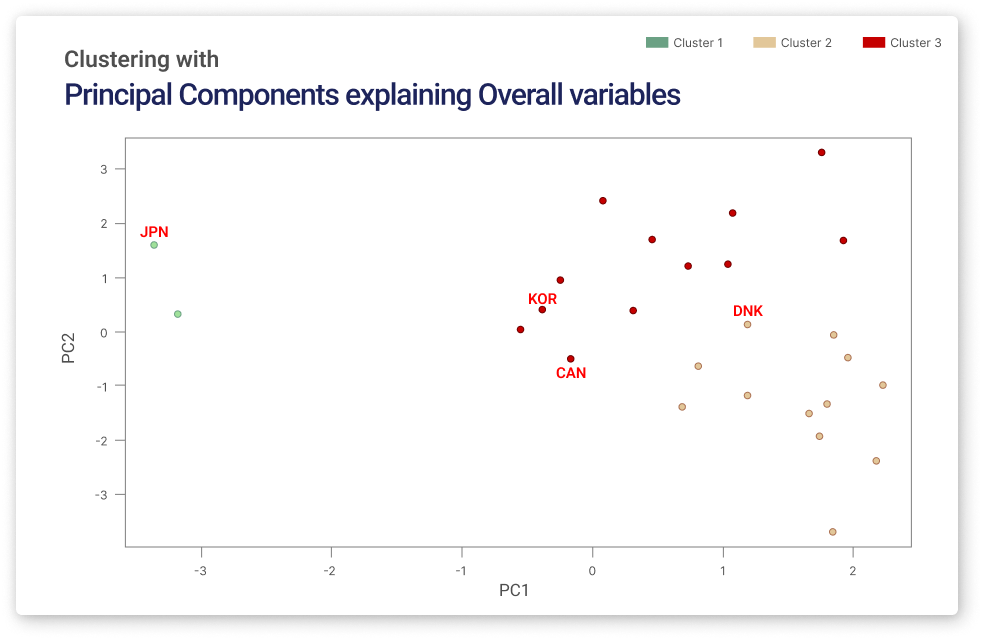 Cluster 1 Cluster 2 Cluster 3
Clustering with
Principal Components explaining Overall variables
3
2
JPN
1
KOR
DNK
0
PC2
CAN
-1
-2
-3
-3 -2 -1 0 1 2
PC1